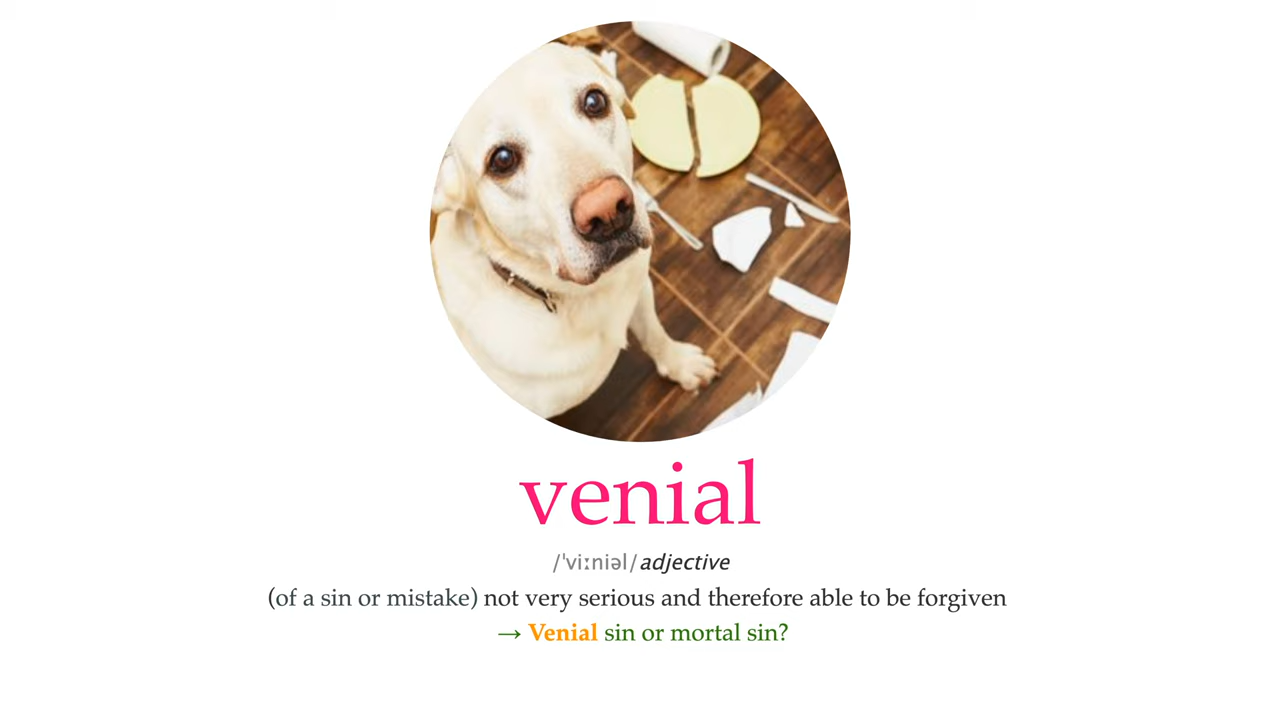 venial
/ˈviːniəl/ adjective
(of a sin or mistake) not very serious and therefore able to be forgiven
→ Venial sin or mortal sin?